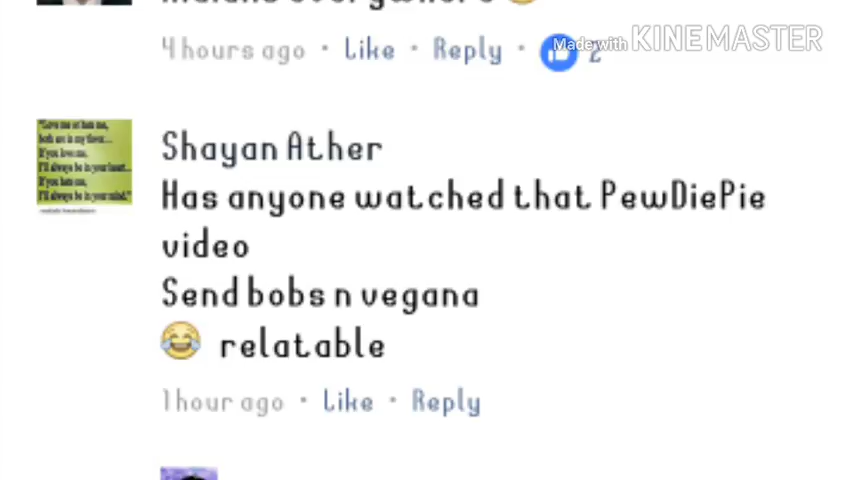 4 hours ago · Like · Reply · 2
Made with KINEMASTER
Shayan Ather
Has anyone watched that PewDiePie
video
Send bobs n vegana
😂 relatable
1 hour ago · Like · Reply